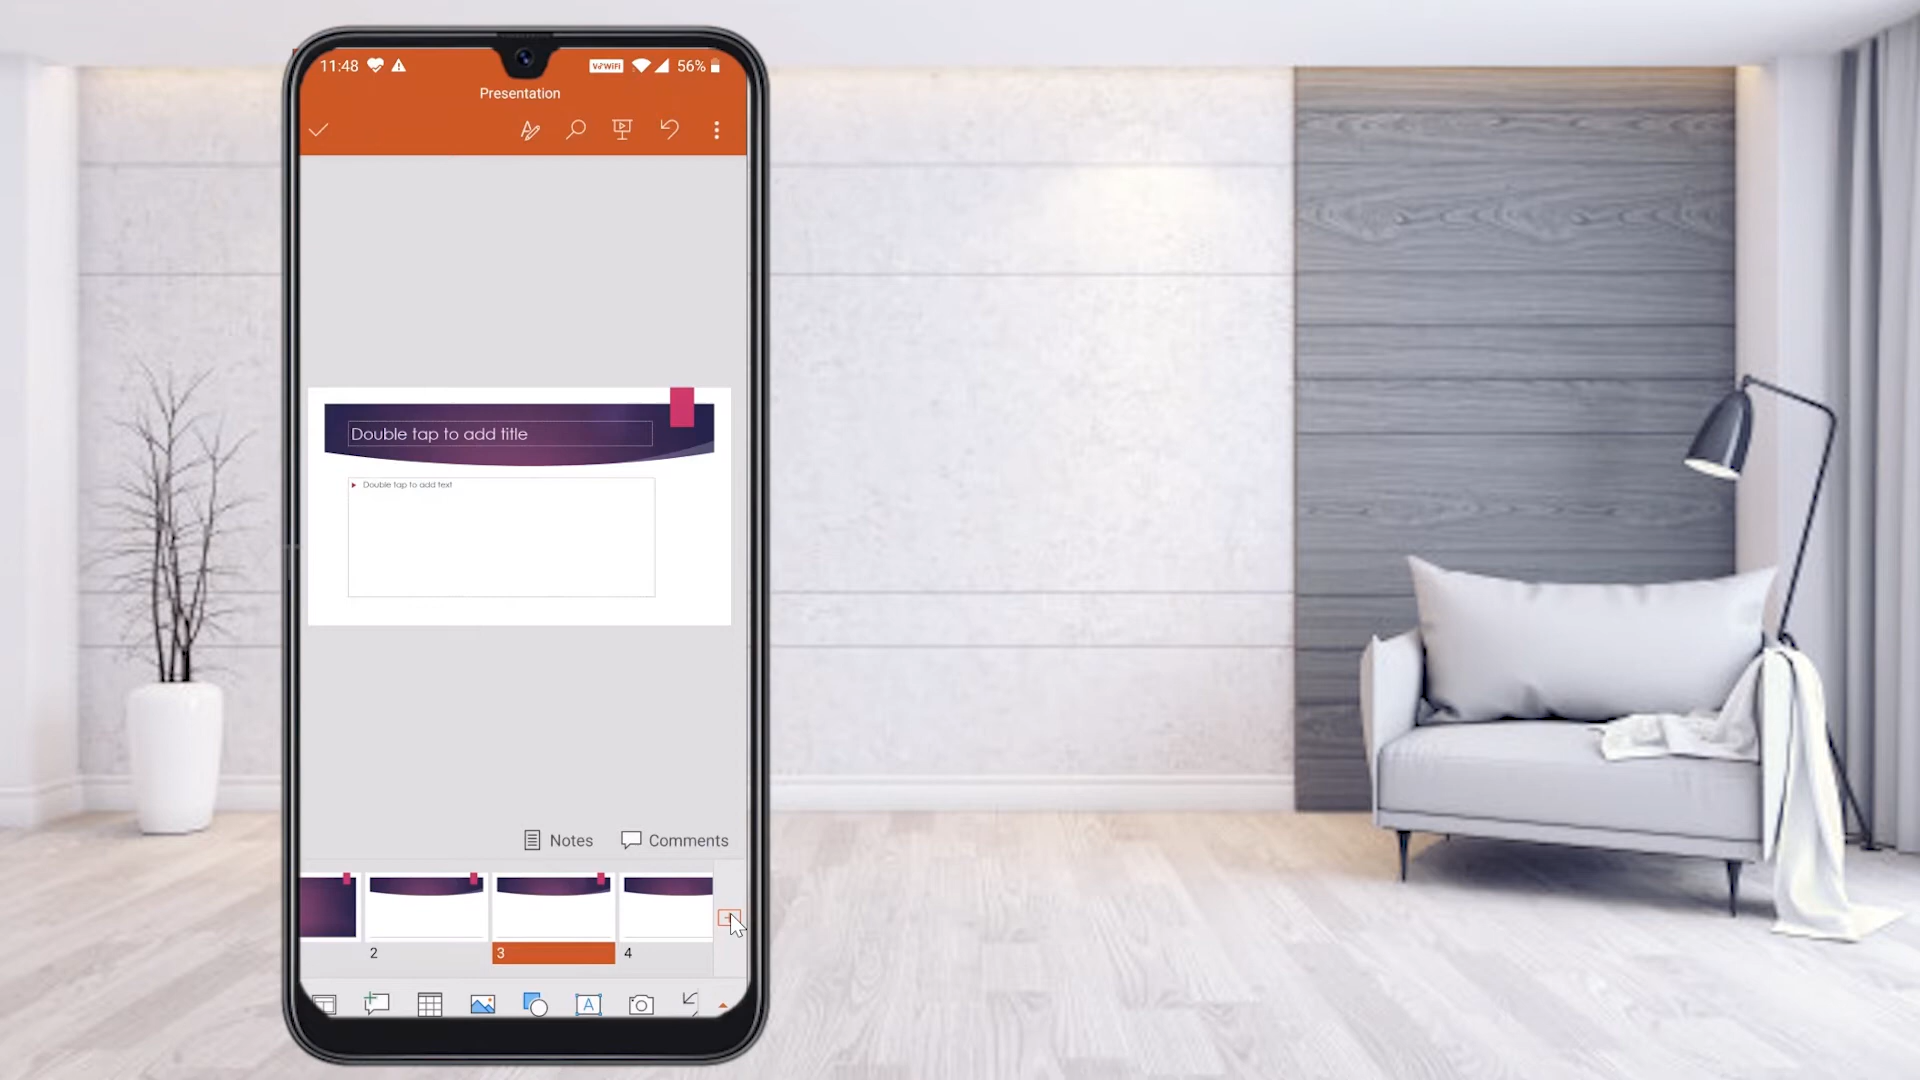 11:48 VoWiFi 56%
Presentation
Double tap to add title
Double tap to add text
Notes Comments
2 3 4
A